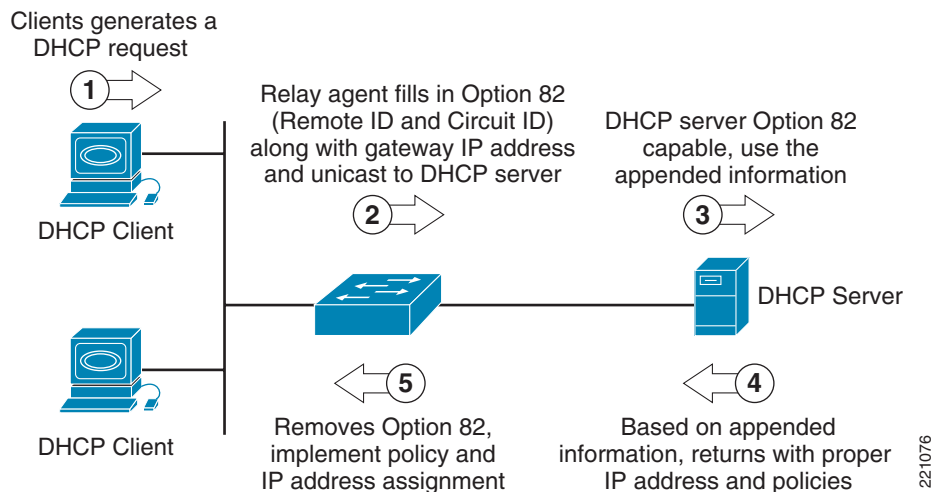 Clients generates a
DHCP request
1
DHCP Client
DHCP Client
Relay agent fills in Option 82
(Remote ID and Circuit ID)
along with gateway IP address
and unicast to DHCP server
2
DHCP server Option 82
capable, use the
appended information
3
DHCP Server
4
Based on appended
information, returns with proper
IP address and policies
5
Removes Option 82,
implement policy and
IP address assignment
221076